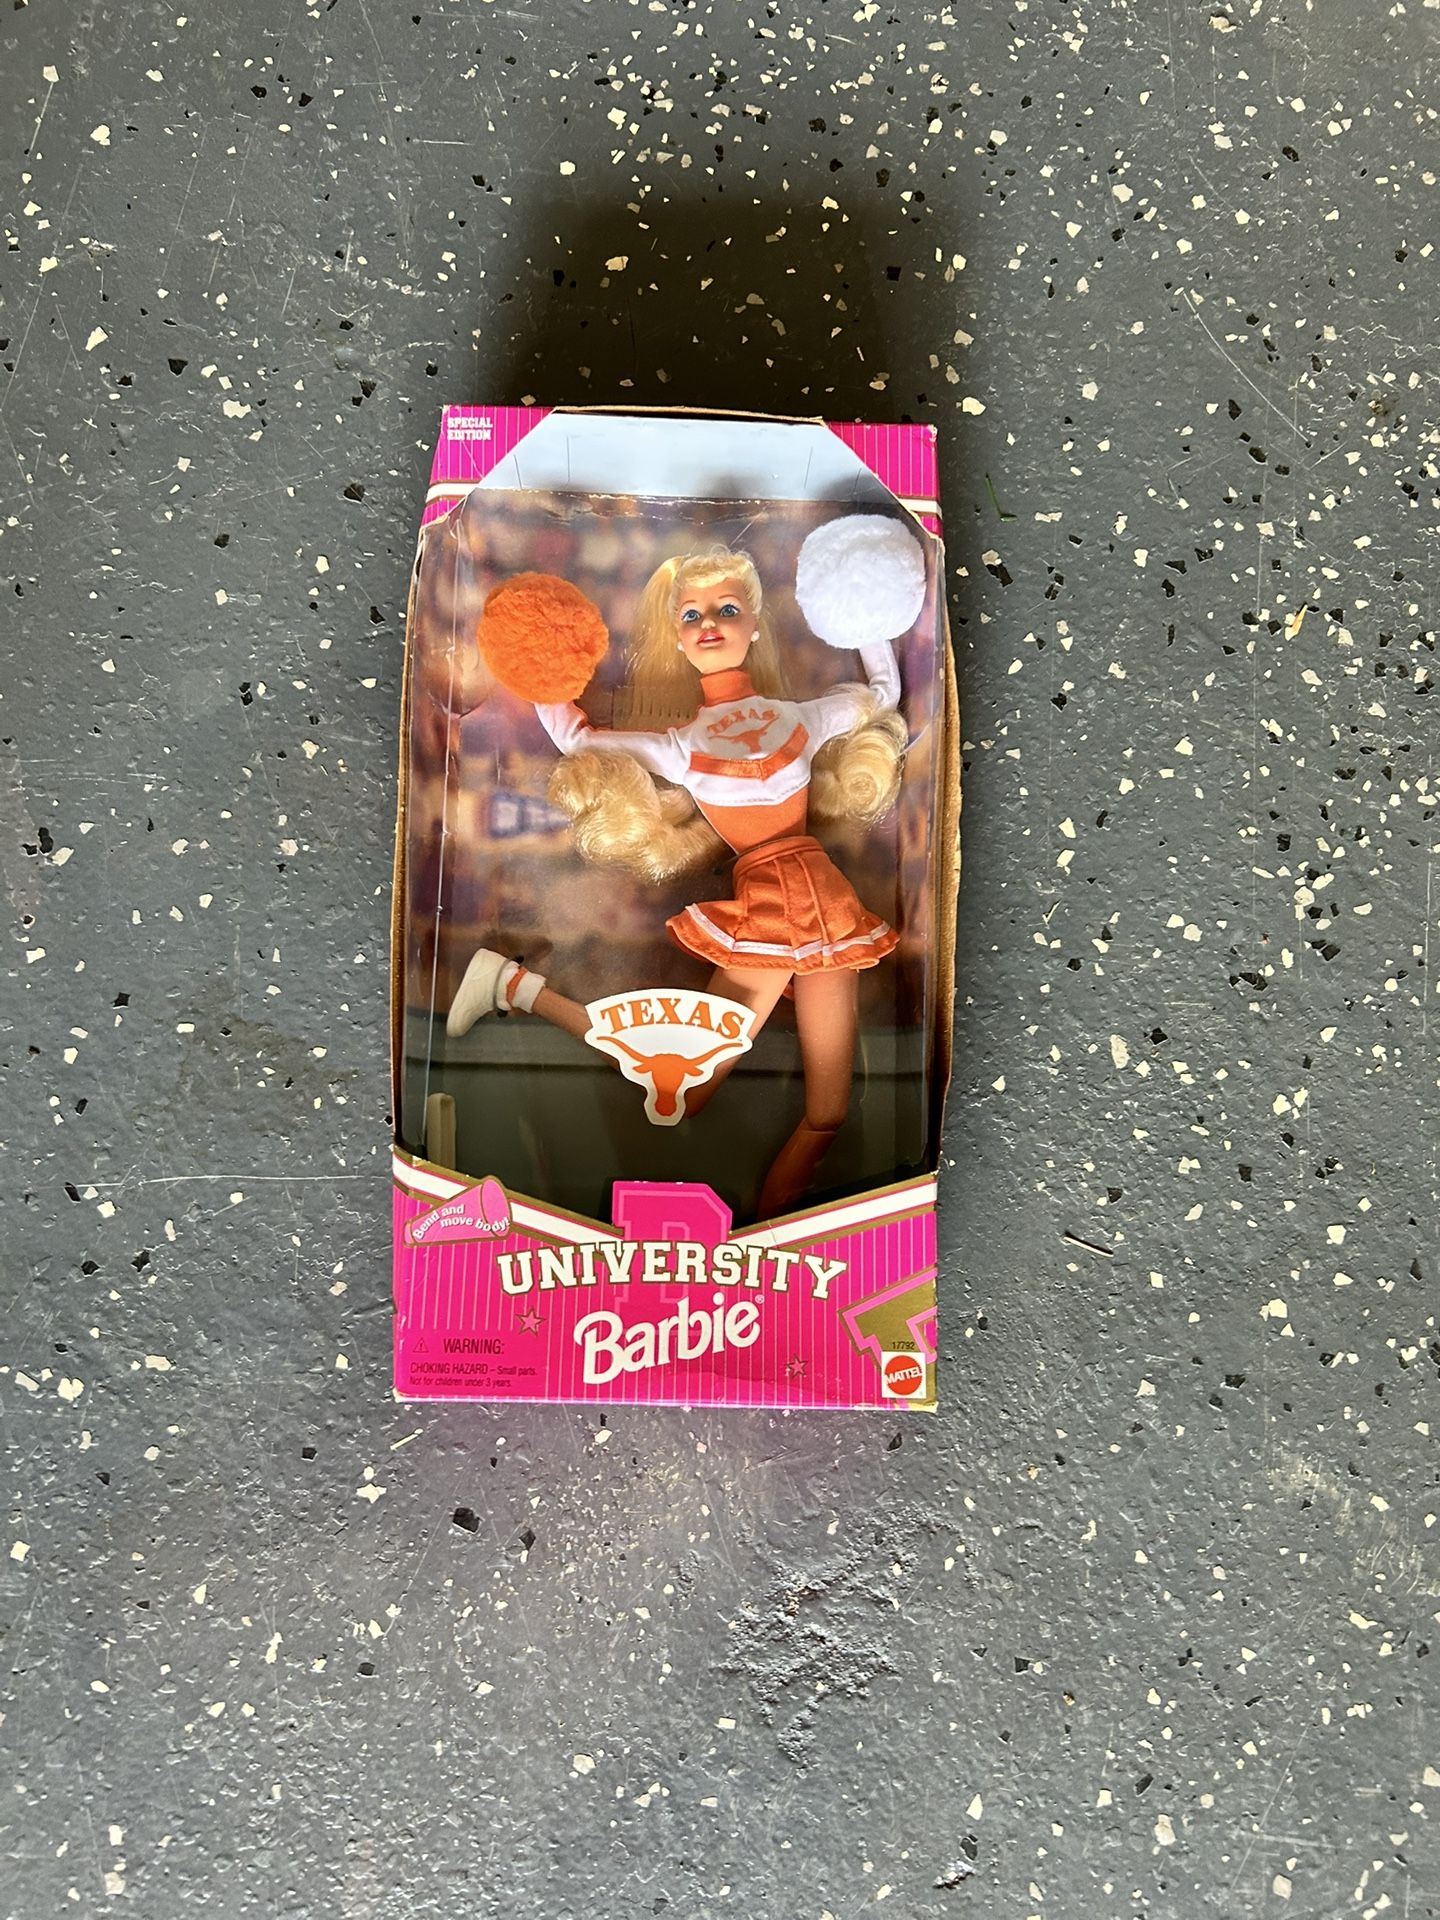 SPECIAL
EDITION
TEXAS
TEXAS
Bend and
move body!
B
UNIVERSITY
Barbie®
⚠ WARNING:
CHOKING HAZARD – Small parts.
Not for children under 3 years.
17792
MATTEL